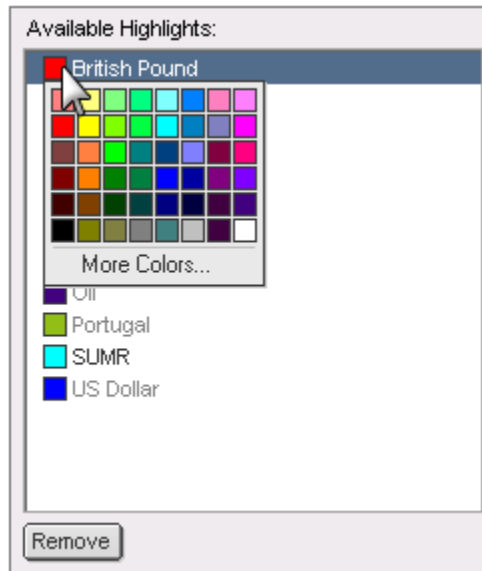 Available Highlights:
British Pound
More Colors...
Oil
Portugal
SUMR
US Dollar
Remove